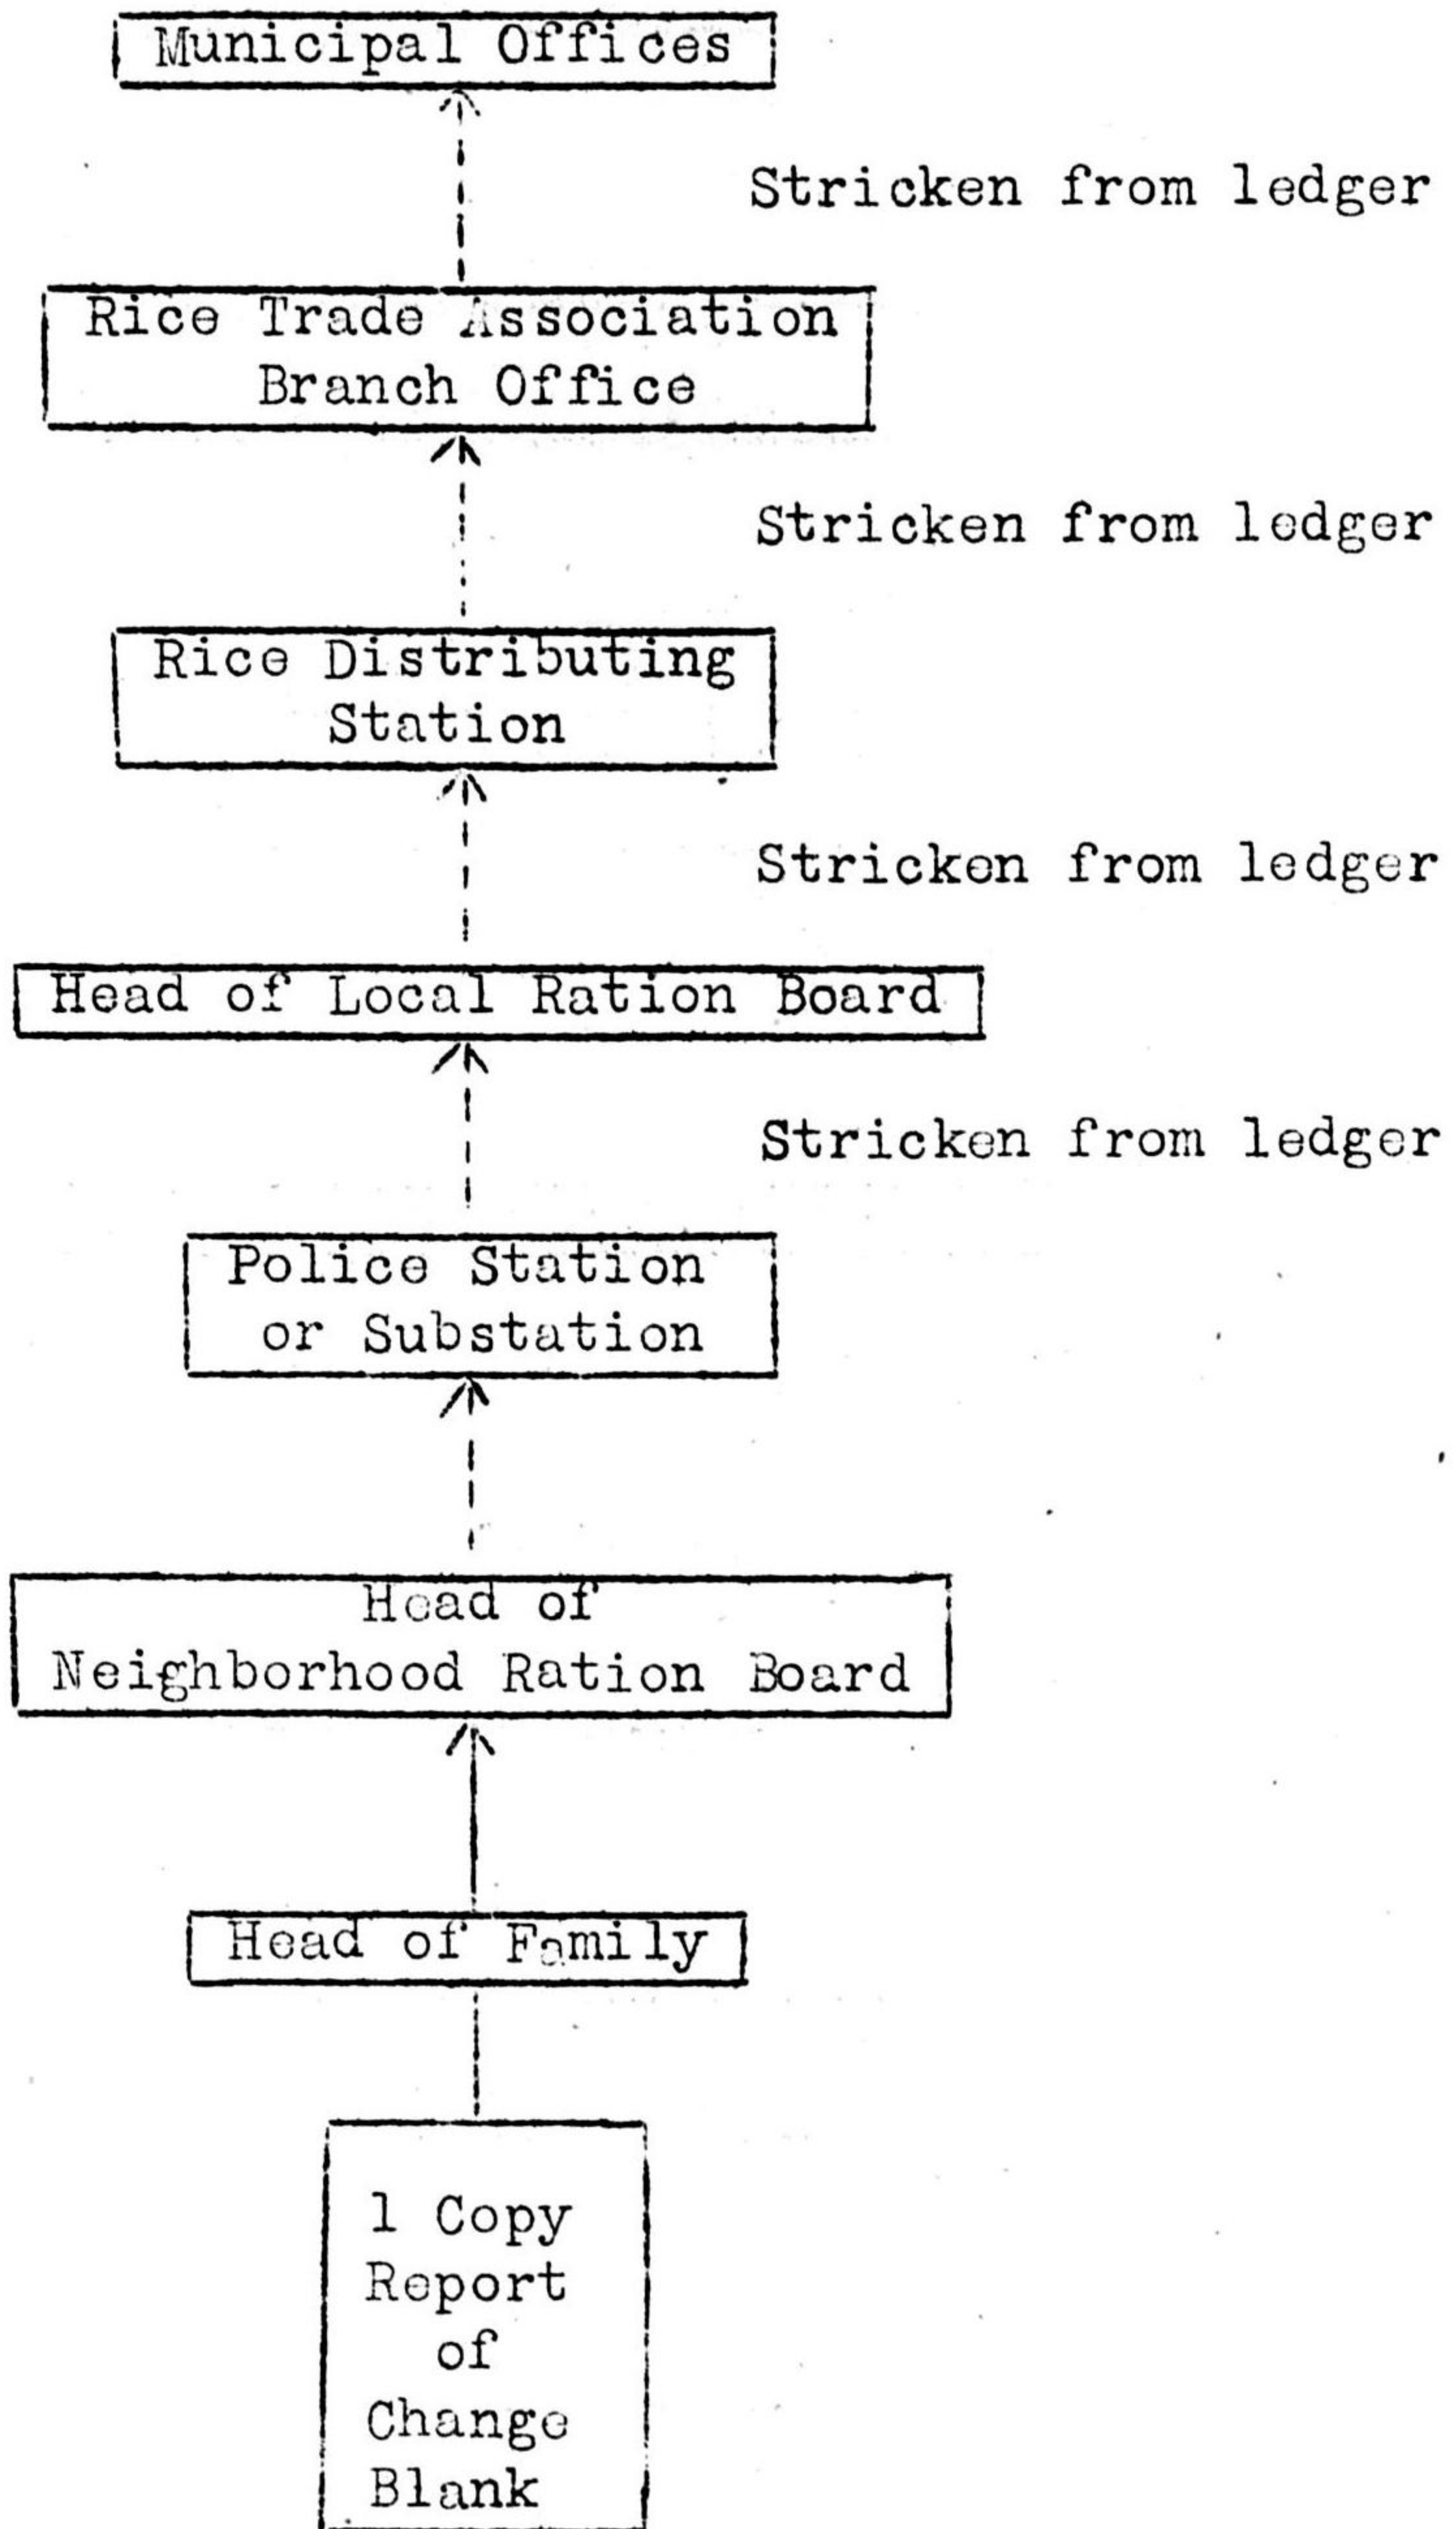 Municipal Offices
Stricken from ledger
Rice Trade Association
Branch Office
Stricken from ledger
Rice Distributing
Station
Stricken from ledger
Head of Local Ration Board
Stricken from ledger
Police Station
or Substation
Head of
Neighborhood Ration Board
Head of Family
1 Copy
Report
of
Change
Blank